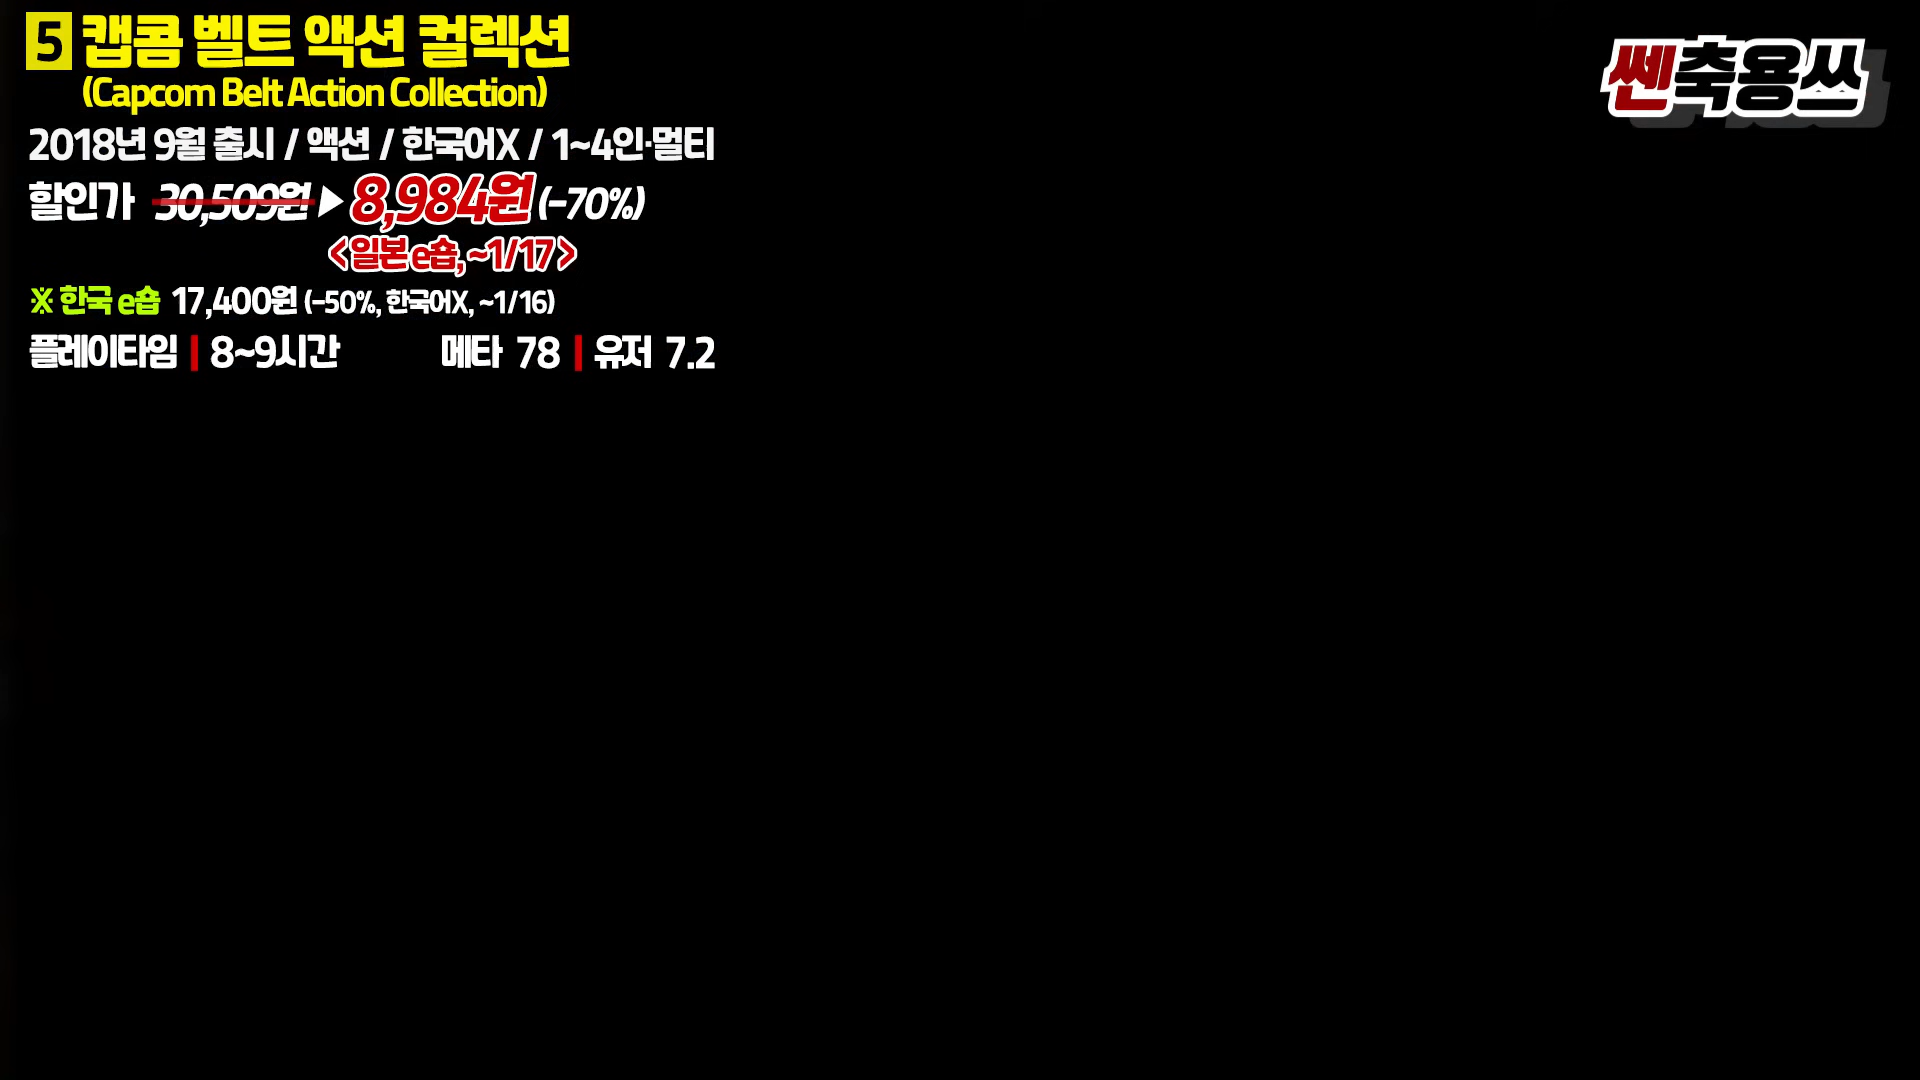 5 캡콤 벨트 액션 컬렉션
(Capcom Belt Action Collection)
2018년 9월 출시 / 액션 / 한국어X / 1~4인·멀티
할인가 30,509원 ▶ 8,984원 (-70%)
<일본 e숍, ~1/17>
※ 한국 e숍 17,400원 (-50%, 한국어X, ~1/16)
플레이타임 | 8~9시간 메타 78 | 유저 7.2
쎈축용쓰